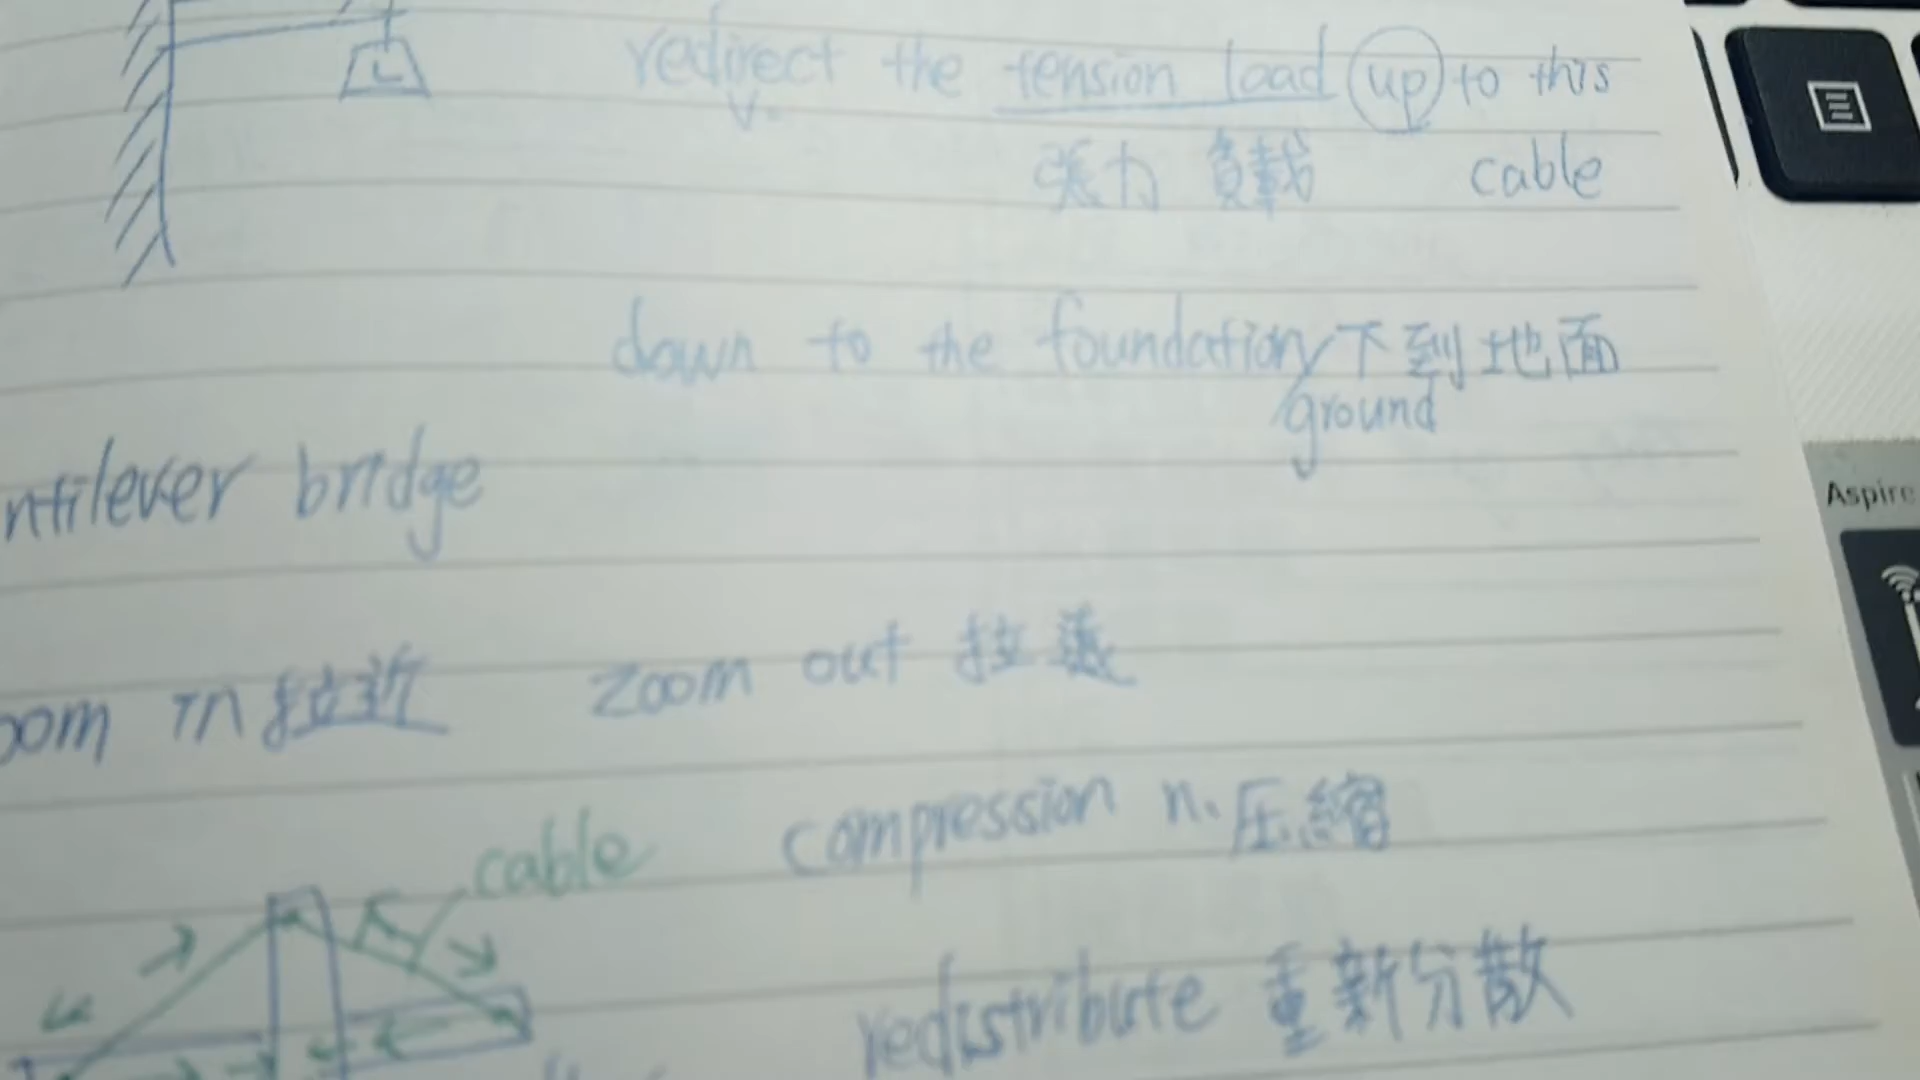 L
redirect the tension load up to this
v.
張力 負載 cable
down to the foundation 下到地面
ground
ntilever bridge
Aspire
oom in 拉近 zoom out 拉遠
cable compression n. 压縮
redistribute 重新分散